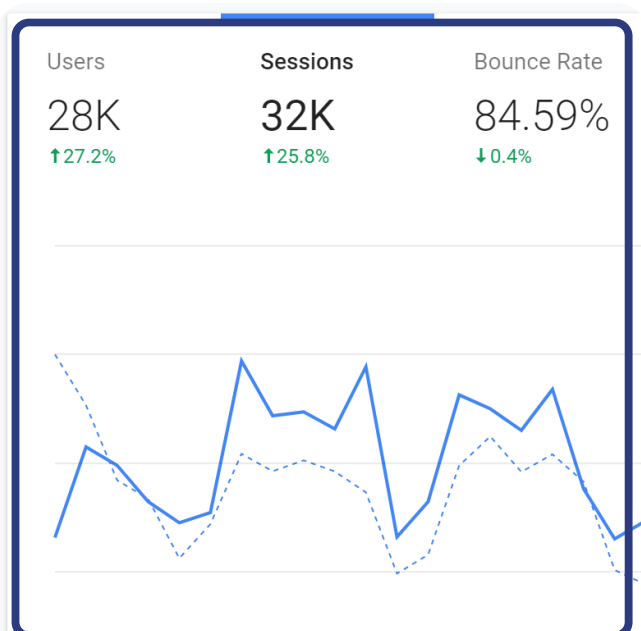 Users Sessions Bounce Rate
28K 32K 84.59%
↑27.2% ↑25.8% ↓0.4%